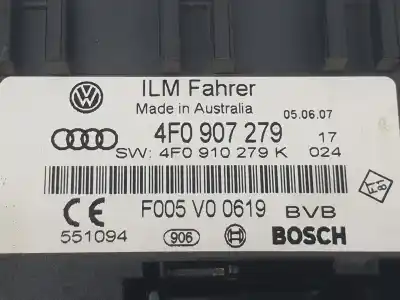 ILM Fahrer
Made in Australia
05.06.07
4F0 907 279 17
SW: 4F0 910 279 K 024
F005 V0 0619 BVB
551094 906 BOSCH